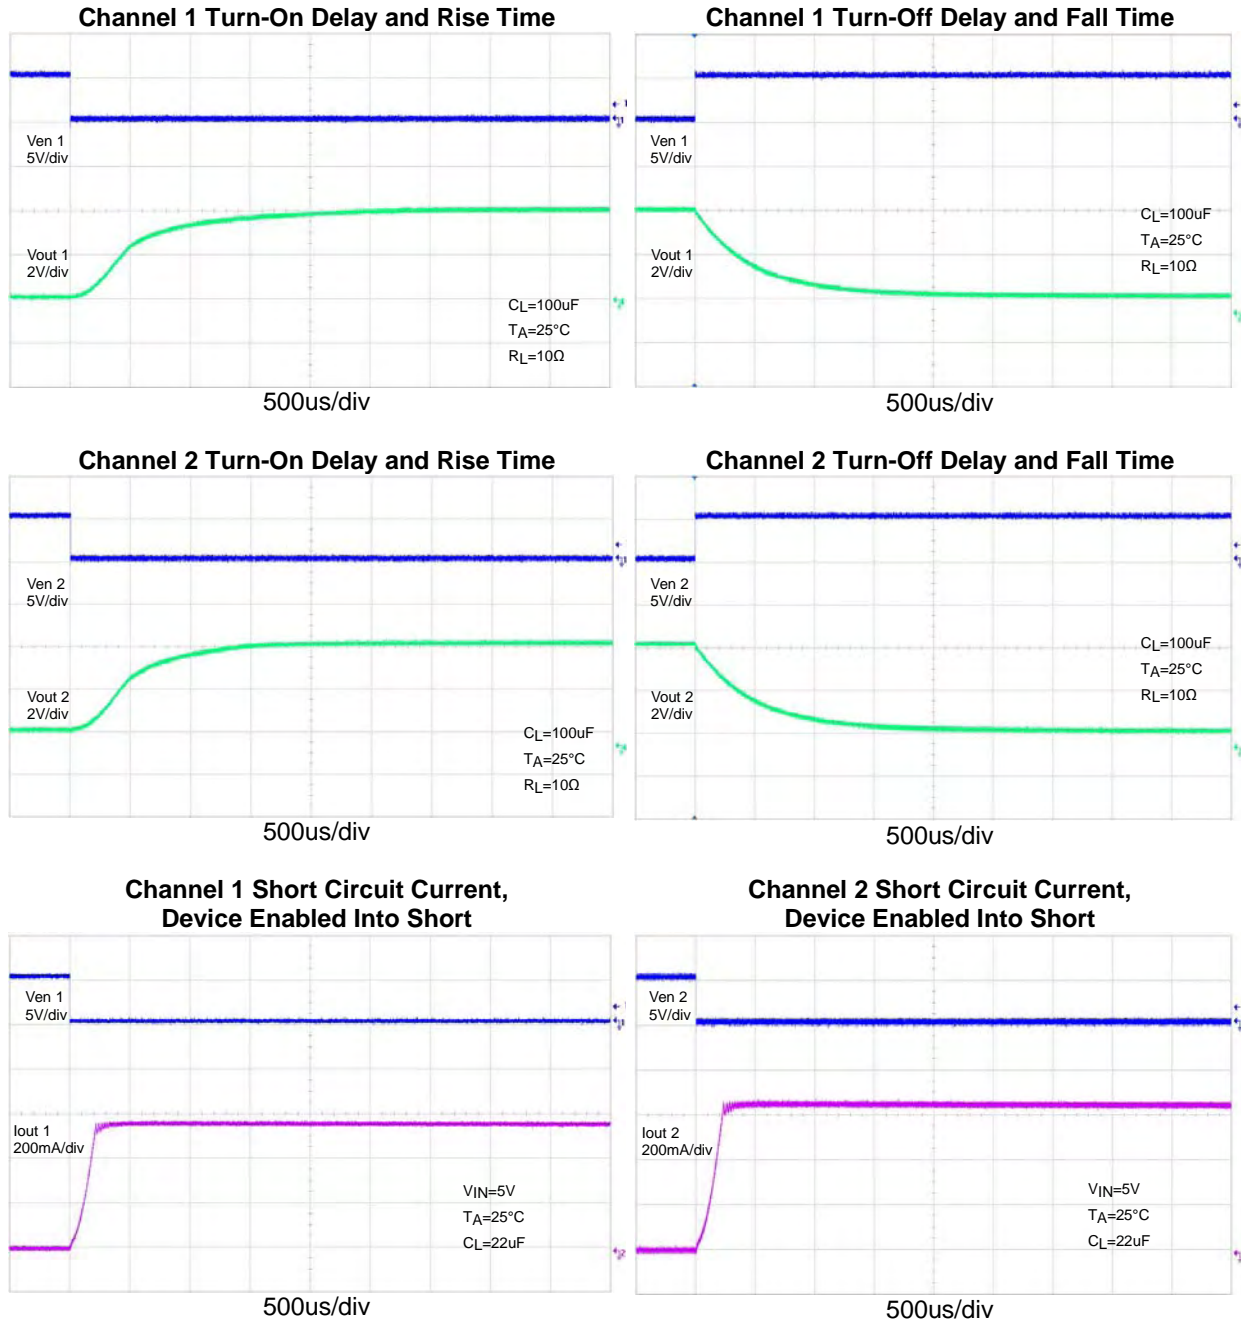 Channel 1 Turn-On Delay and Rise Time
Ven 1
5V/div
Vout 1
2V/div
CL=100uF
TA=25°C
RL=10Ω
500us/div
Channel 1 Turn-Off Delay and Fall Time
Ven 1
5V/div
Vout 1
2V/div
CL=100uF
TA=25°C
RL=10Ω
500us/div
Channel 2 Turn-On Delay and Rise Time
Ven 2
5V/div
Vout 2
2V/div
CL=100uF
TA=25°C
RL=10Ω
500us/div
Channel 2 Turn-Off Delay and Fall Time
Ven 2
5V/div
Vout 2
2V/div
CL=100uF
TA=25°C
RL=10Ω
500us/div
Channel 1 Short Circuit Current,
Device Enabled Into Short
Ven 1
5V/div
Iout 1
200mA/div
VIN=5V
TA=25°C
CL=22uF
500us/div
Channel 2 Short Circuit Current,
Device Enabled Into Short
Ven 2
5V/div
Iout 2
200mA/div
VIN=5V
TA=25°C
CL=22uF
500us/div